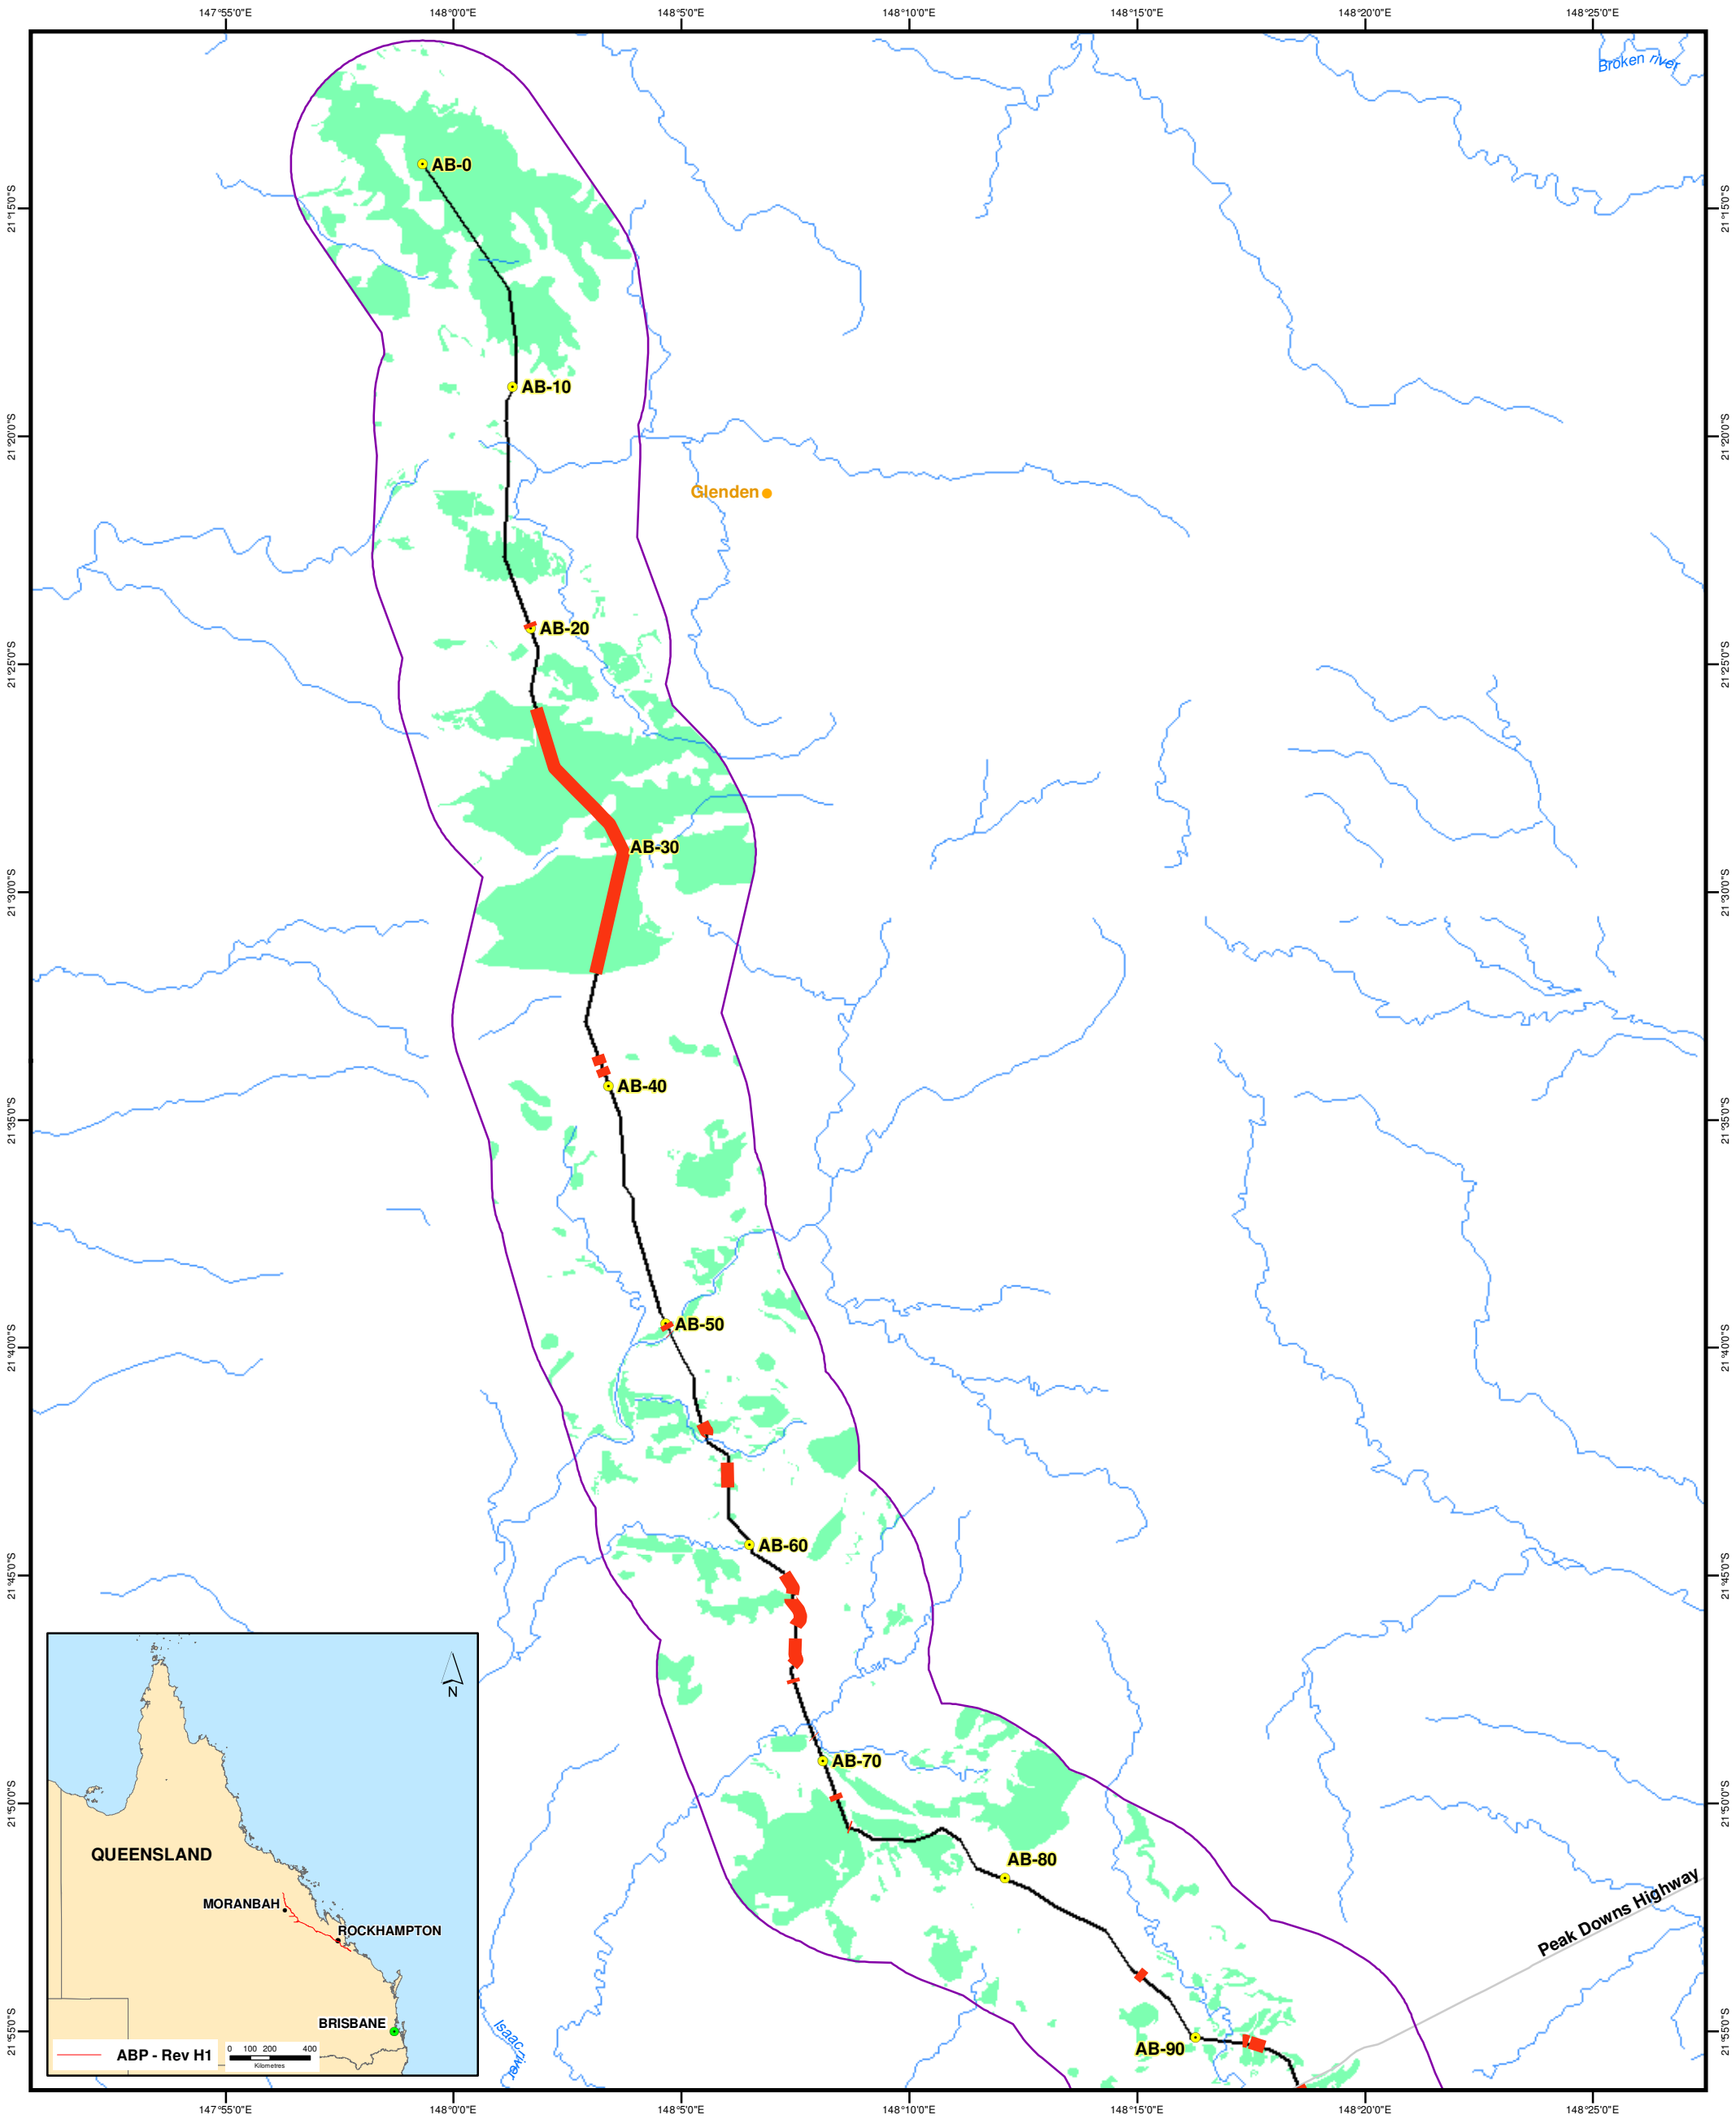 147°55'0"E
148°0'0"E
148°5'0"E
148°10'0"E
148°15'0"E
148°20'0"E
148°25'0"E
Broken river
AB-0
21°15'0"S
21°15'0"S
AB-10
21°20'0"S
21°20'0"S
Glenden
AB-20
21°25'0"S
21°25'0"S
AB-30
21°30'0"S
21°30'0"S
AB-40
21°35'0"S
21°35'0"S
AB-50
21°40'0"S
21°40'0"S
AB-60
21°45'0"S
21°45'0"S
N
AB-70
21°50'0"S
21°50'0"S
QUEENSLAND
AB-80
MORANBAH
Peak Downs Highway
ROCKHAMPTON
BRISBANE
Isaac river
AB-90
21°55'0"S
21°55'0"S
ABP - Rev H1
0 100 200 400
Kilometres
147°55'0"E
148°0'0"E
148°5'0"E
148°10'0"E
148°15'0"E
148°20'0"E
148°25'0"E